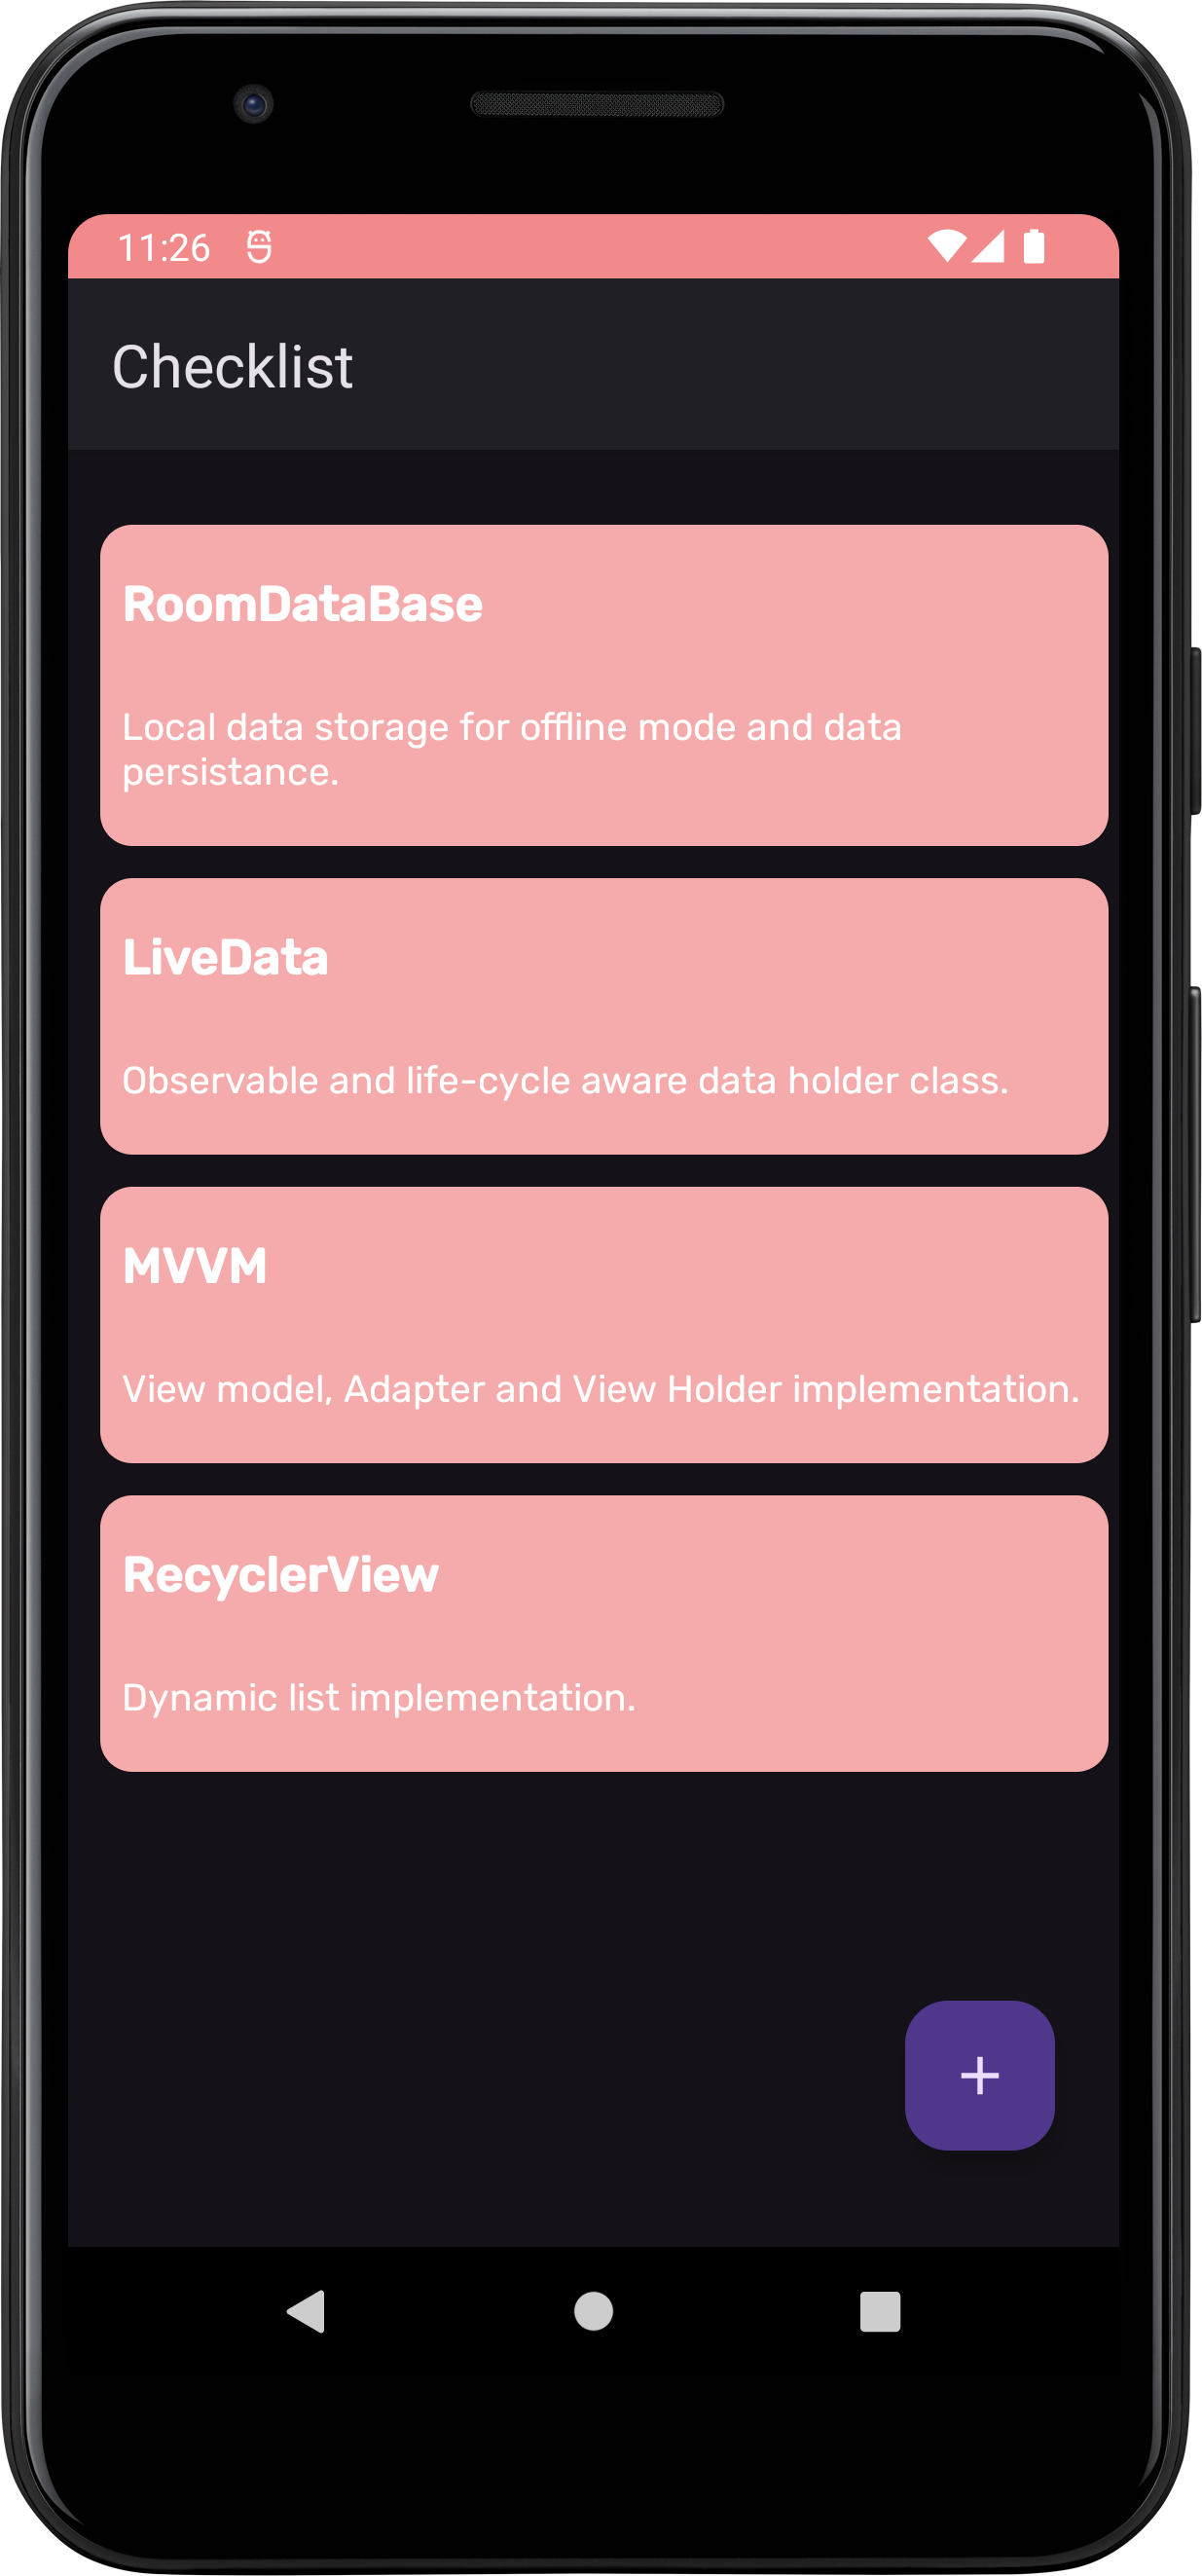 11:26
Checklist
RoomDataBase
Local data storage for offline mode and data
persistance.
LiveData
Observable and life-cycle aware data holder class.
MVVM
View model, Adapter and View Holder implementation.
RecyclerView
Dynamic list implementation.